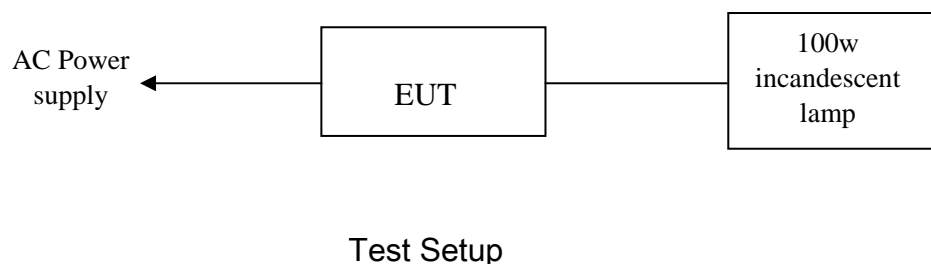 AC Power
supply
EUT
100w
incandescent
lamp
Test Setup